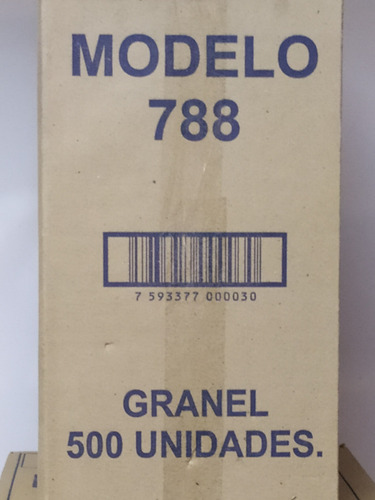 MODELO
788
7 593377 000030
GRANEL
500 UNIDADES.